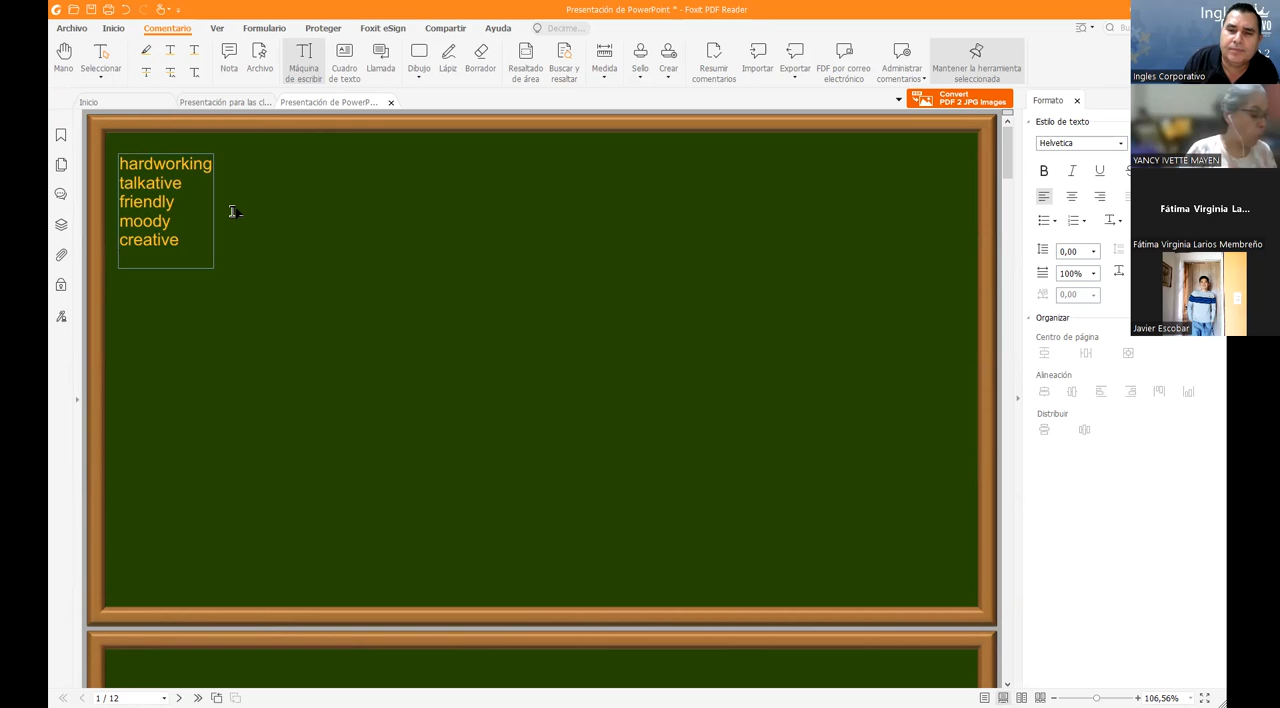 Presentación de PowerPoint * - Foxit PDF Reader
Archivo
Inicio
Comentario
Ver
Formulario
Proteger
Foxit eSign
Compartir
Ayuda
Decirme...
Mano
Seleccionar
Nota
Archivo
Máquina de escribir
Cuadro de texto
Llamada
Dibujo
Lápiz
Borrador
Resaltado de área
Buscar y resaltar
Medida
Sello
Crear
Resumir comentarios
Importar
Exportar
FDF por correo electrónico
Administrar comentarios
Mantener la herramienta seleccionada
Inicio
Presentación para las cl...
Presentación de PowerP...
Convert
PDF 2 JPG Images
hardworking
talkative
friendly
moody
creative
Formato
Estilo de texto
Helvetica
B I U
0,00
100%
0,00
Organizar
Centro de página
Alineación
Distribuir
Ingles Corporativo
YANCY IVETTE MAYEN
Fátima Virginia La...
Fátima Virginia Larios Membreño
Javier Escobar
1 / 12
106,56%